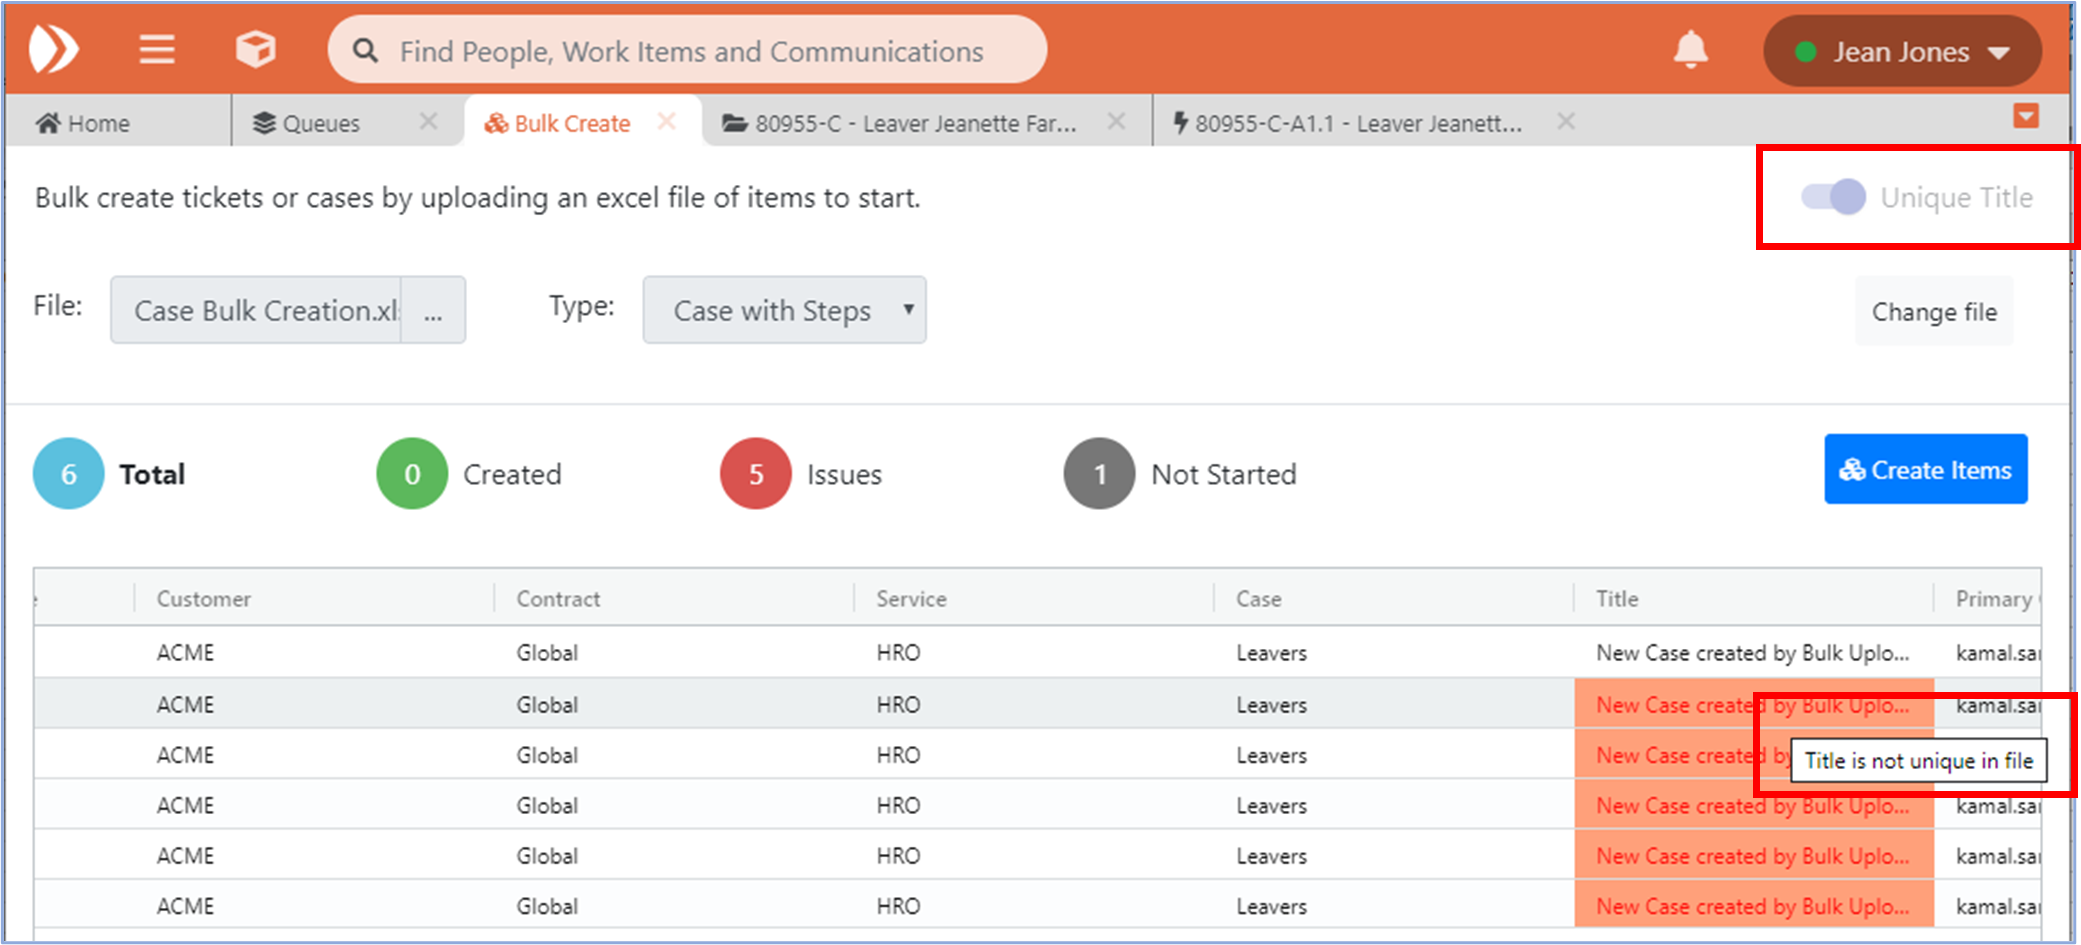 Find People, Work Items and Communications
Jean Jones
Home
Queues
Bulk Create
80955-C - Leaver Jeanette Far...
80955-C-A1.1 - Leaver Jeanett...
Bulk create tickets or cases by uploading an excel file of items to start.
Unique Title
File:
Case Bulk Creation.xl
...
Type:
Case with Steps
Change file
6 Total
0 Created
5 Issues
1 Not Started
Create Items
Customer Contract Service Case Title Primary
ACME Global HRO Leavers New Case created by Bulk Uplo... kamal.sa
ACME Global HRO Leavers New Case created by Bulk Uplo... kamal.sa
ACME Global HRO Leavers New Case created by
Title is not unique in file
ACME Global HRO Leavers New Case created by Bulk Uplo... kamal.sa
ACME Global HRO Leavers New Case created by Bulk Uplo... kamal.sa
ACME Global HRO Leavers New Case created by Bulk Uplo... kamal.sa